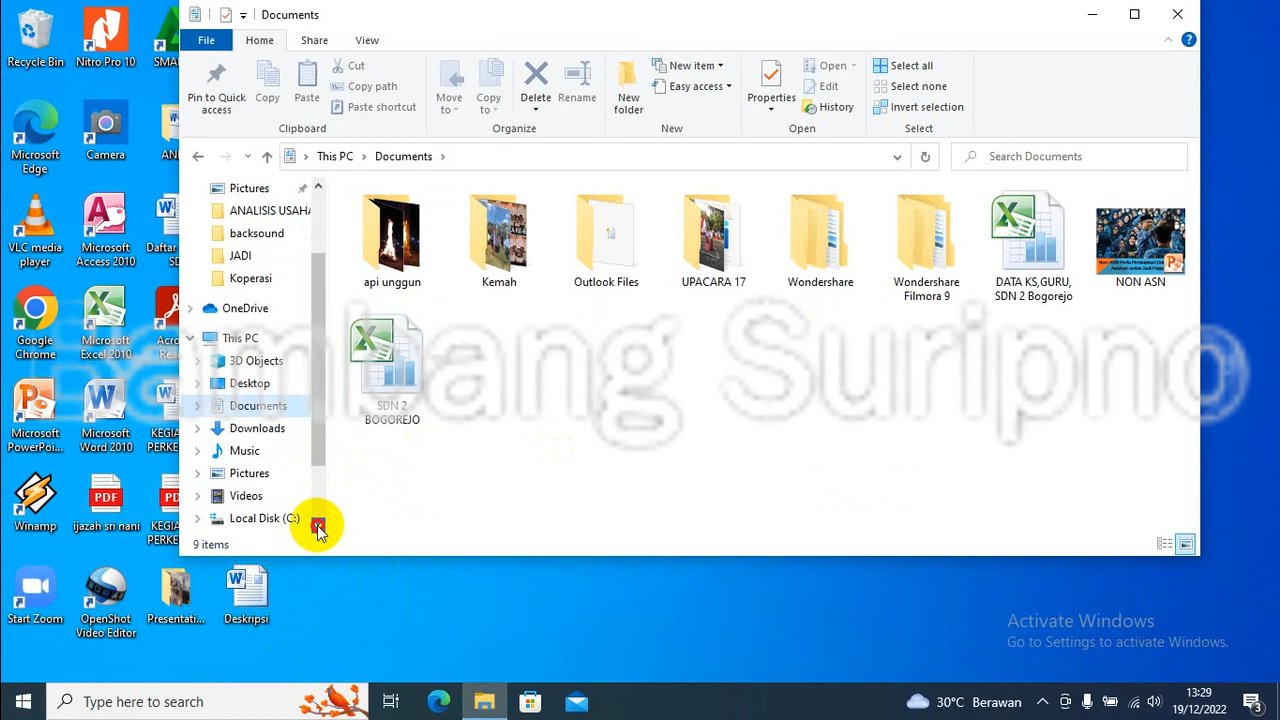 Recycle Bin
Nitro Pro 10
SMA
Microsoft
Edge
Camera
AN
VLC media
player
Microsoft
Access 2010
Daftar
SD
Google
Chrome
Microsoft
Excel 2010
Acro
Rea
Microsoft
PowerPoi...
Microsoft
Word 2010
KEGIA
PERKE
Winamp
ijazah sri nani
KEGIA
PERKE
Start Zoom
OpenShot
Video Editor
Presentati...
Deskripsi
Documents
File
Home
Share
View
Pin to Quick
access
Copy
Paste
Cut
Copy path
Paste shortcut
Clipboard
Move
to
Copy
to
Delete
Rename
Organize
New
folder
New item
Easy access
New
Properties
Open
Edit
History
Open
Select all
Select none
Invert selection
Select
This PC
Documents
Search Documents
Pictures
ANALISIS USAHA
backsound
JADI
Koperasi
OneDrive
This PC
3D Objects
Desktop
Documents
Downloads
Music
Pictures
Videos
Local Disk (C:)
9 items
api unggun
Kemah
Outlook Files
UPACARA 17
Wondershare
Wondershare
Filmora 9
DATA KS,GURU,
SDN 2 Bogorejo
NON ASN
SDN 2
BOGOREJO
Bambang Suripno
Activate Windows
Go to Settings to activate Windows.
Type here to search
30°C Berawan
13:29
19/12/2022
3